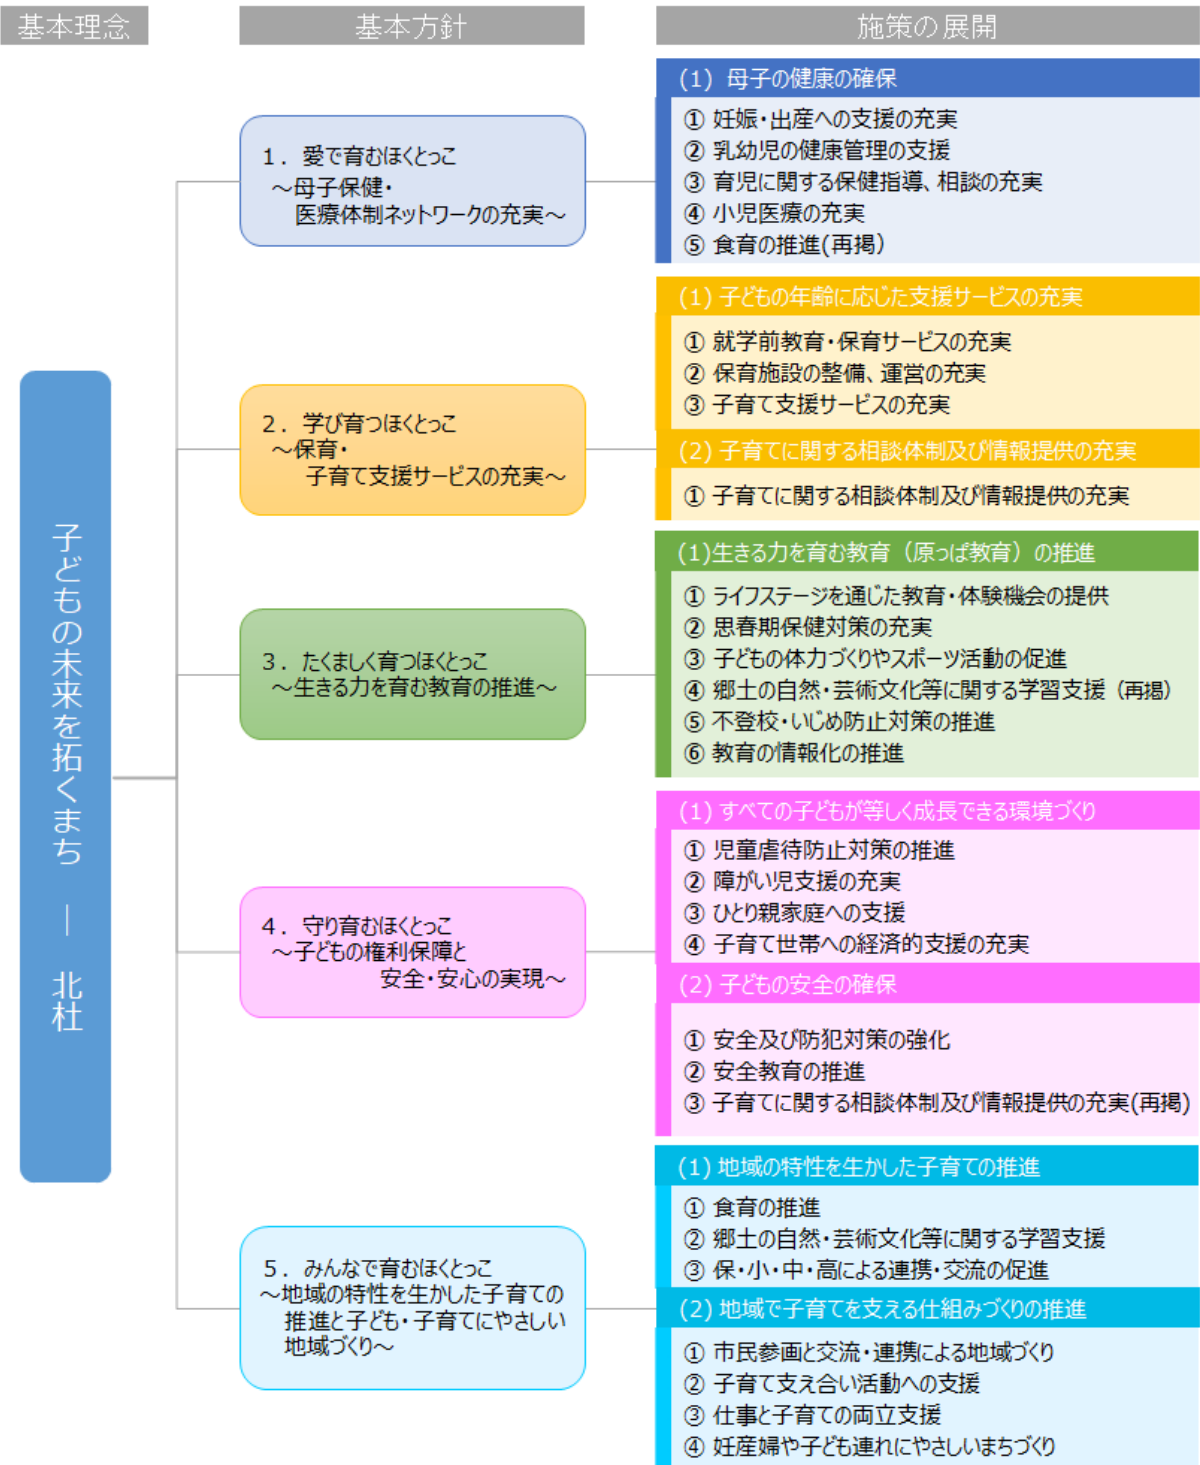 基本理念
基本方針
施策の展開
子どもの未来を拓くまち ― 北杜
1．愛で育むほくとっこ
～母子保健・
医療体制ネットワークの充実～
(1) 母子の健康の確保
① 妊娠・出産への支援の充実
② 乳幼児の健康管理の支援
③ 育児に関する保健指導、相談の充実
④ 小児医療の充実
⑤ 食育の推進(再掲)
2．学び育つほくとっこ
～保育・
子育て支援サービスの充実～
(1) 子どもの年齢に応じた支援サービスの充実
① 就学前教育・保育サービスの充実
② 保育施設の整備、運営の充実
③ 子育て支援サービスの充実
(2) 子育てに関する相談体制及び情報提供の充実
① 子育てに関する相談体制及び情報提供の充実
3．たくましく育つほくとっこ
～生きる力を育む教育の推進～
(1)生きる力を育む教育（原っぱ教育）の推進
① ライフステージを通じた教育・体験機会の提供
② 思春期保健対策の充実
③ 子どもの体力づくりやスポーツ活動の促進
④ 郷土の自然・芸術文化等に関する学習支援（再掲）
⑤ 不登校・いじめ防止対策の推進
⑥ 教育の情報化の推進
4．守り育むほくとっこ
～子どもの権利保障と
安全・安心の実現～
(1) すべての子どもが等しく成長できる環境づくり
① 児童虐待防止対策の推進
② 障がい児支援の充実
③ ひとり親家庭への支援
④ 子育て世帯への経済的支援の充実
(2) 子どもの安全の確保
① 安全及び防犯対策の強化
② 安全教育の推進
③ 子育てに関する相談体制及び情報提供の充実(再掲)
5．みんなで育むほくとっこ
～地域の特性を生かした子育ての
推進と子ども・子育てにやさしい
地域づくり～
(1) 地域の特性を生かした子育ての推進
① 食育の推進
② 郷土の自然・芸術文化等に関する学習支援
③ 保・小・中・高による連携・交流の促進
(2) 地域で子育てを支える仕組みづくりの推進
① 市民参画と交流・連携による地域づくり
② 子育て支え合い活動への支援
③ 仕事と子育ての両立支援
④ 妊産婦や子ども連れにやさしいまちづくり